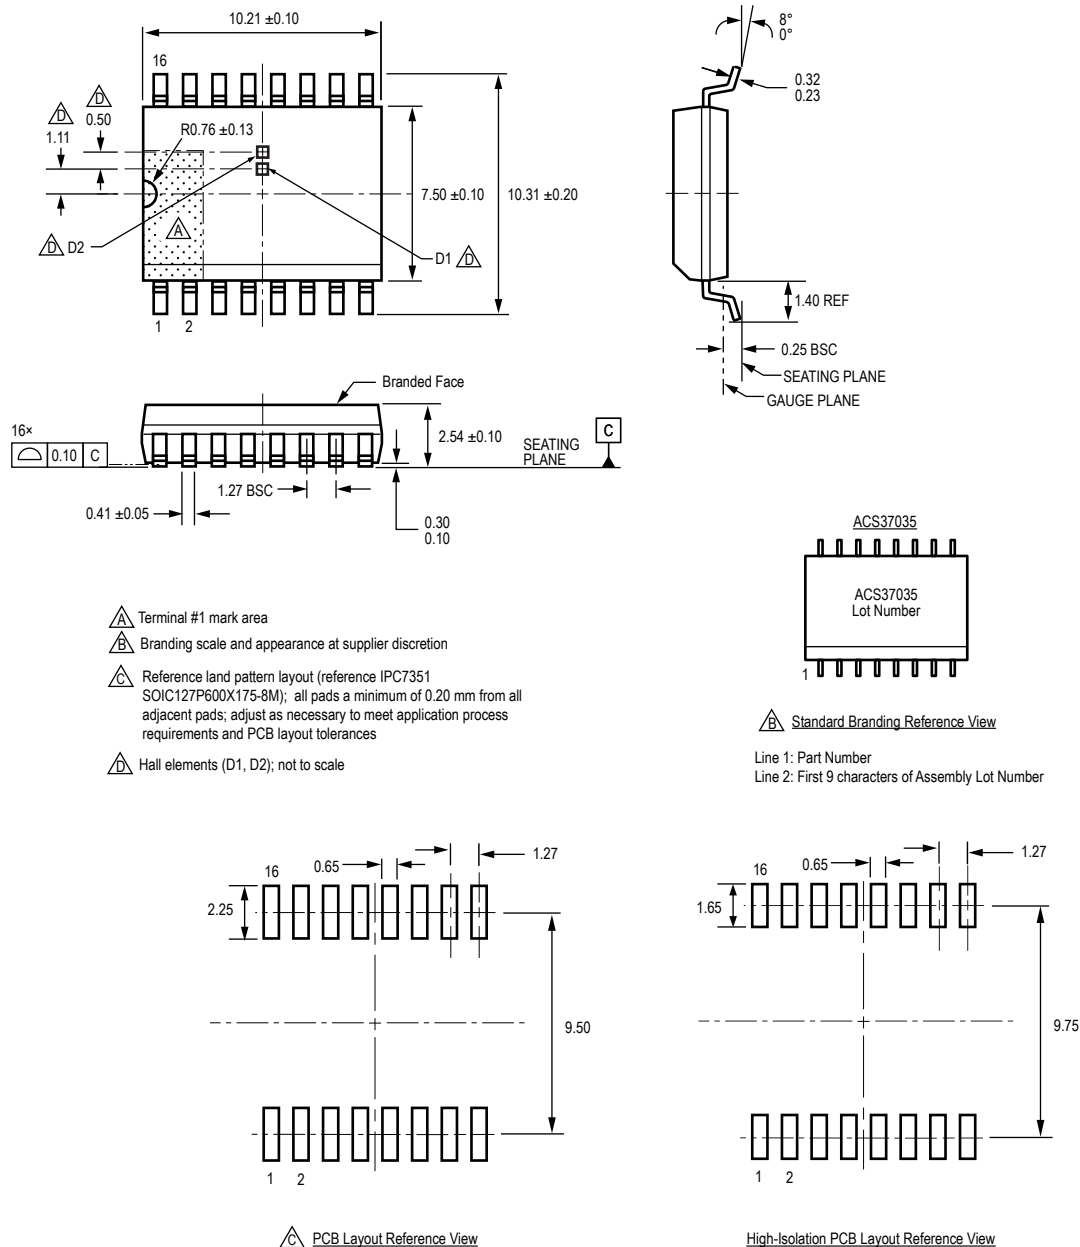 10.21 ±0.10
16
D
0.50
D
1.11
R0.76 ±0.13
7.50 ±0.10
10.31 ±0.20
A
D D2
D1 D
1 2
8°
0°
0.32
0.23
1.40 REF
0.25 BSC
SEATING PLANE
GAUGE PLANE
Branded Face
16×
0.10 C
2.54 ±0.10
SEATING
PLANE
C
1.27 BSC
0.41 ±0.05
0.30
0.10
A Terminal #1 mark area
B Branding scale and appearance at supplier discretion
C Reference land pattern layout (reference IPC7351
SOIC127P600X175-8M); all pads a minimum of 0.20 mm from all
adjacent pads; adjust as necessary to meet application process
requirements and PCB layout tolerances
D Hall elements (D1, D2); not to scale
ACS37035
ACS37035
Lot Number
1
B Standard Branding Reference View
Line 1: Part Number
Line 2: First 9 characters of Assembly Lot Number
16
0.65
1.27
2.25
9.50
1 2
C PCB Layout Reference View
16
0.65
1.27
1.65
9.75
1 2
High-Isolation PCB Layout Reference View